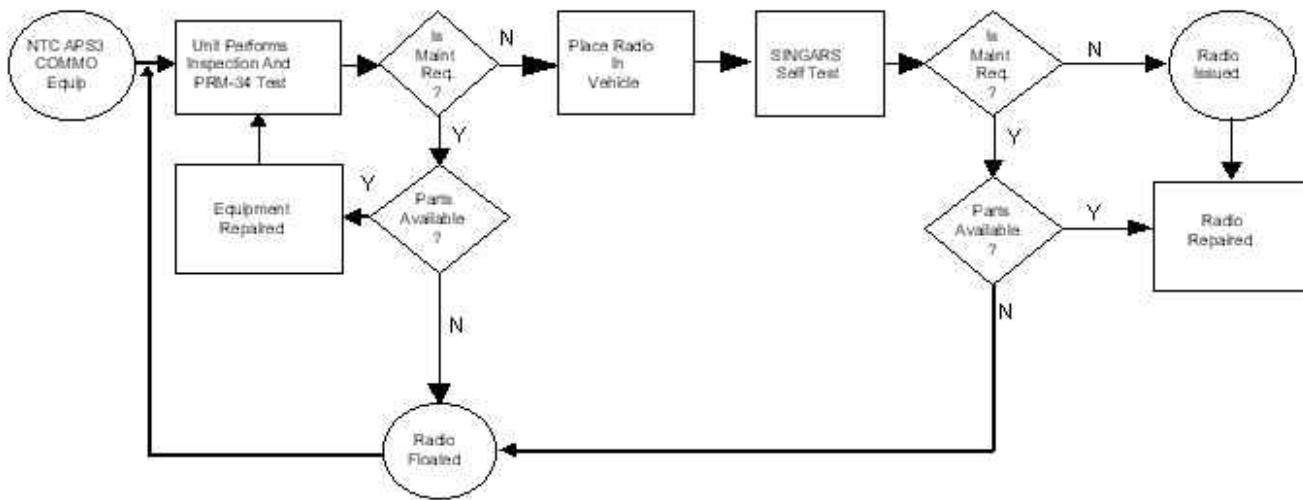 NTC APS3
COMMO
Equip
Unit Performs
Inspection And
PRM-34 Test
Is
Maint
Req.
?
N
Place Radio
In
Vehicle
SINGARS
Self Test
Is
Maint
Req.
?
N
Radio
Issued
Y
Y
Equipment
Repaired
Y
Parts
Available
?
Parts
Available
?
Y
Radio
Repaired
N
N
Radio
Floated